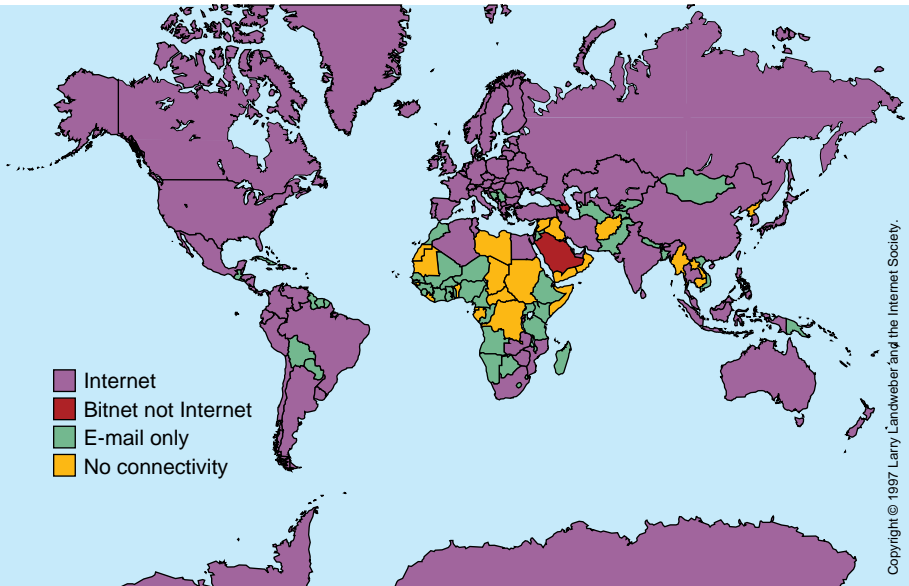 Internet
Bitnet not Internet
E-mail only
No connectivity
Copyright © 1997 Larry Landweber and the Internet Society.